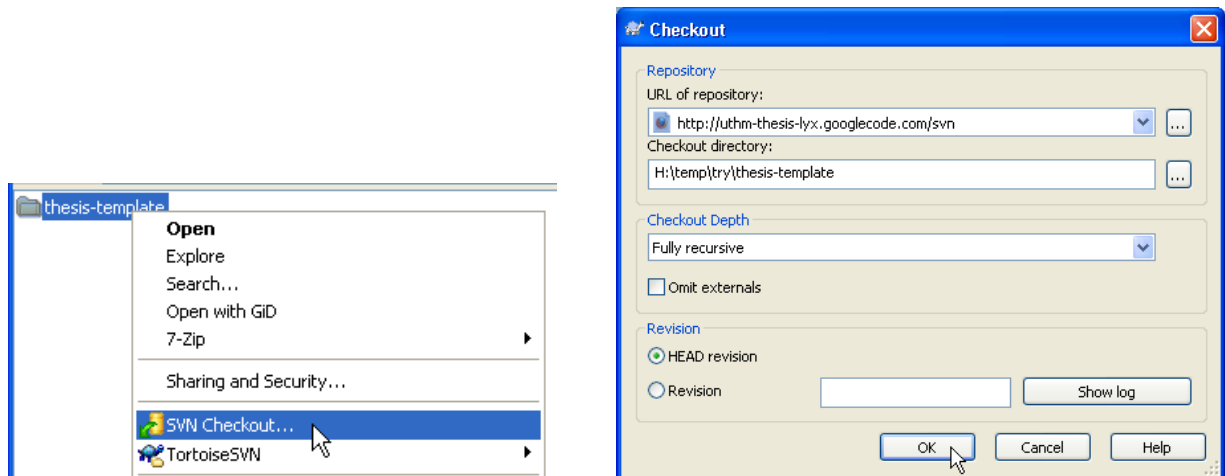 thesis-template
Open
Explore
Search...
Open with GiD
7-Zip
Sharing and Security...
SVN Checkout...
TortoiseSVN
Checkout
Repository
URL of repository:
http://uthm-thesis-lyx.googlecode.com/svn
...
Checkout directory:
H:\temp\try\thesis-template
...
Checkout Depth
Fully recursive
Omit externals
Revision
HEAD revision
Revision
Show log
OK Cancel Help